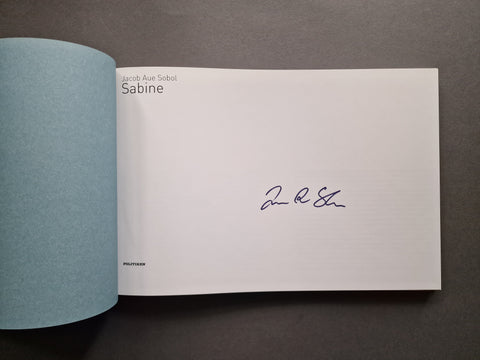 Jacob Aue Sobol
Sabine
POLITIKEN